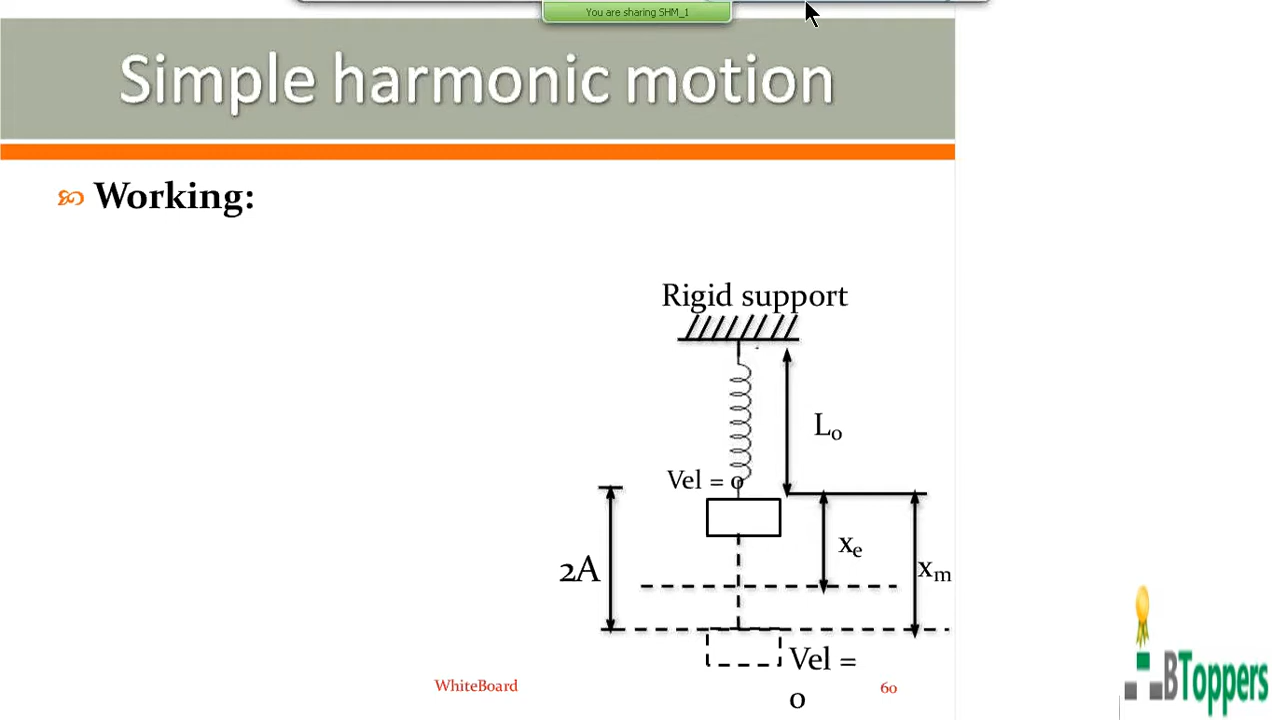 You are sharing SHM_1
Simple harmonic motion
Working:
Rigid support
L₀
Vel = 0
xₑ
2A
xₘ
Vel =
0
WhiteBoard
60
BToppers